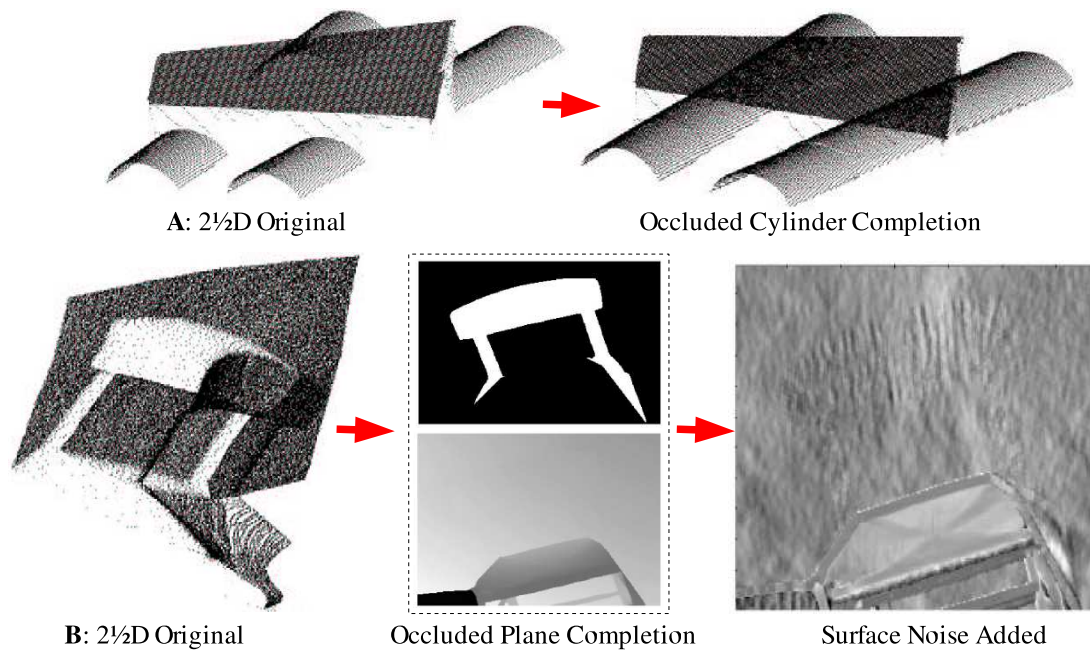 A: 2½D Original
Occluded Cylinder Completion
B: 2½D Original
Occluded Plane Completion
Surface Noise Added